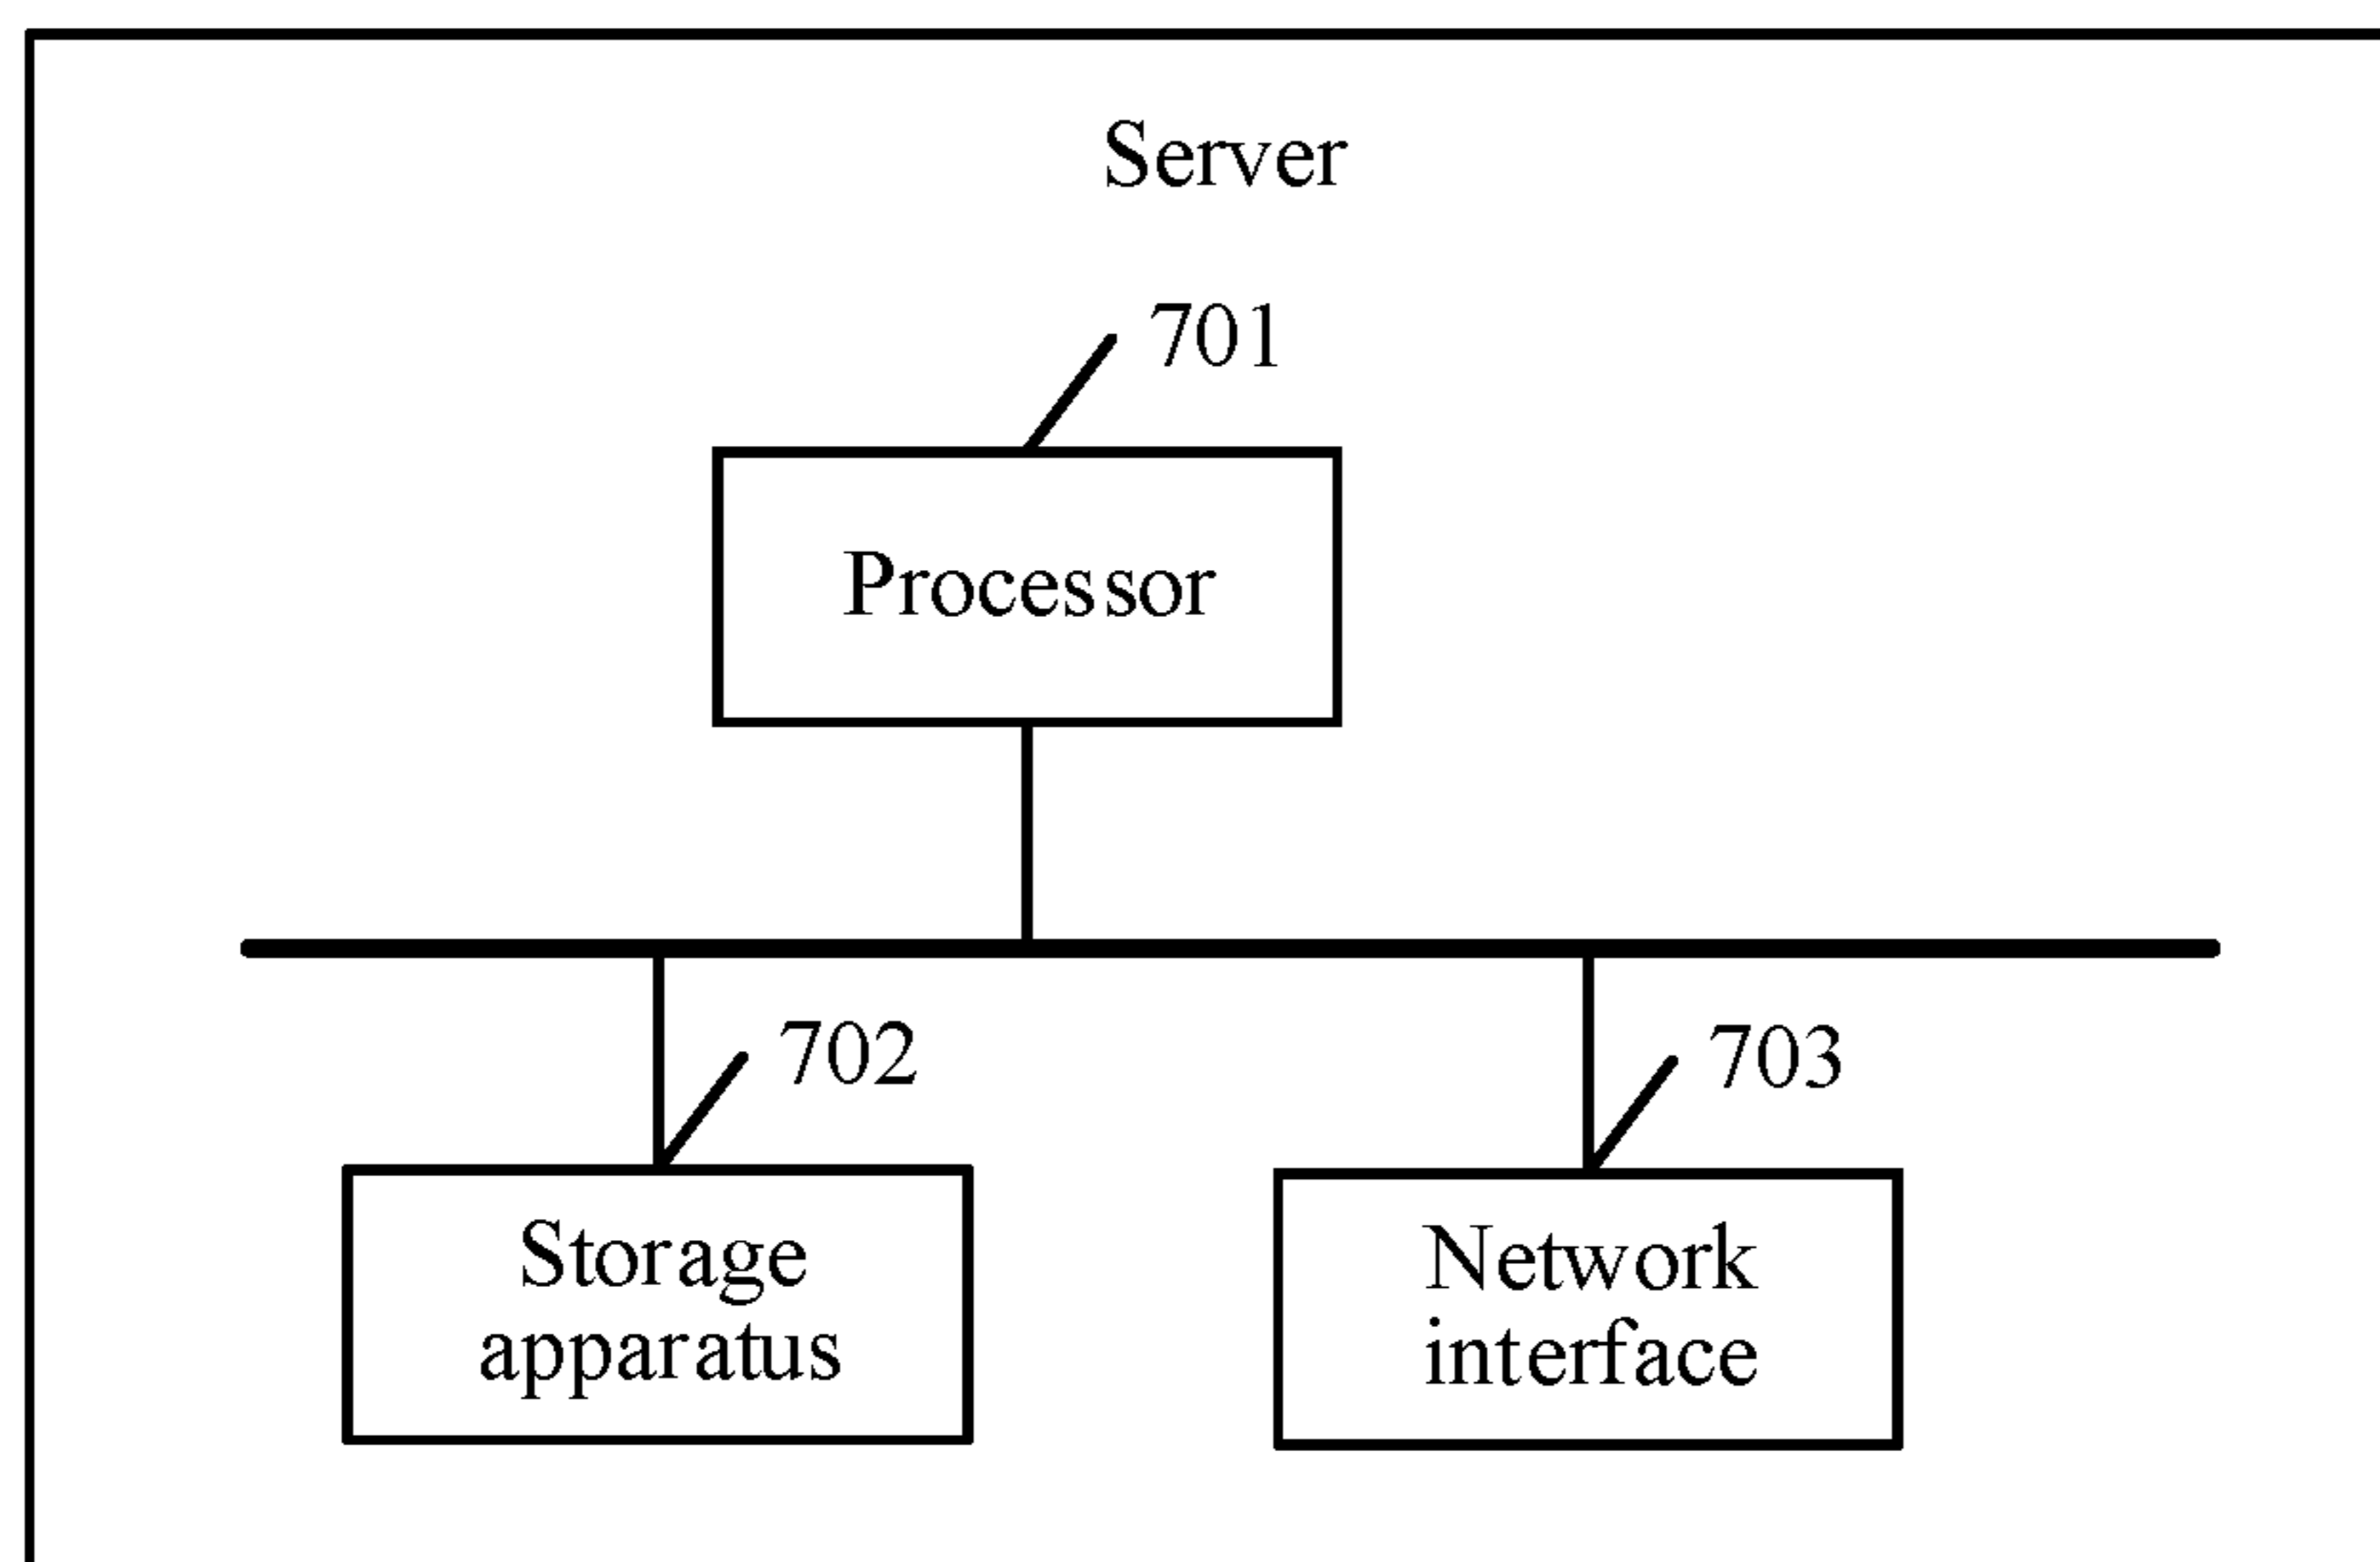 Server
701
Processor
702
703
Storage
apparatus
Network
interface